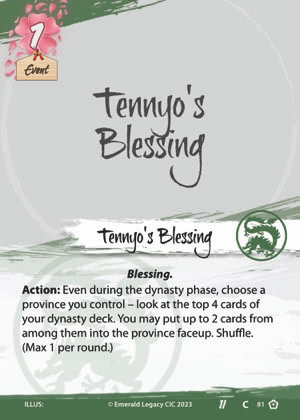 1
Event
Tennyo's
Blessing
Tennyo's Blessing
Blessing.
Action: Even during the dynasty phase, choose a
province you control – look at the top 4 cards of
your dynasty deck. You may put up to 2 cards from
among them into the province faceup. Shuffle.
(Max 1 per round.)
ILLUS: © Emerald Legacy CIC 2023 C 81